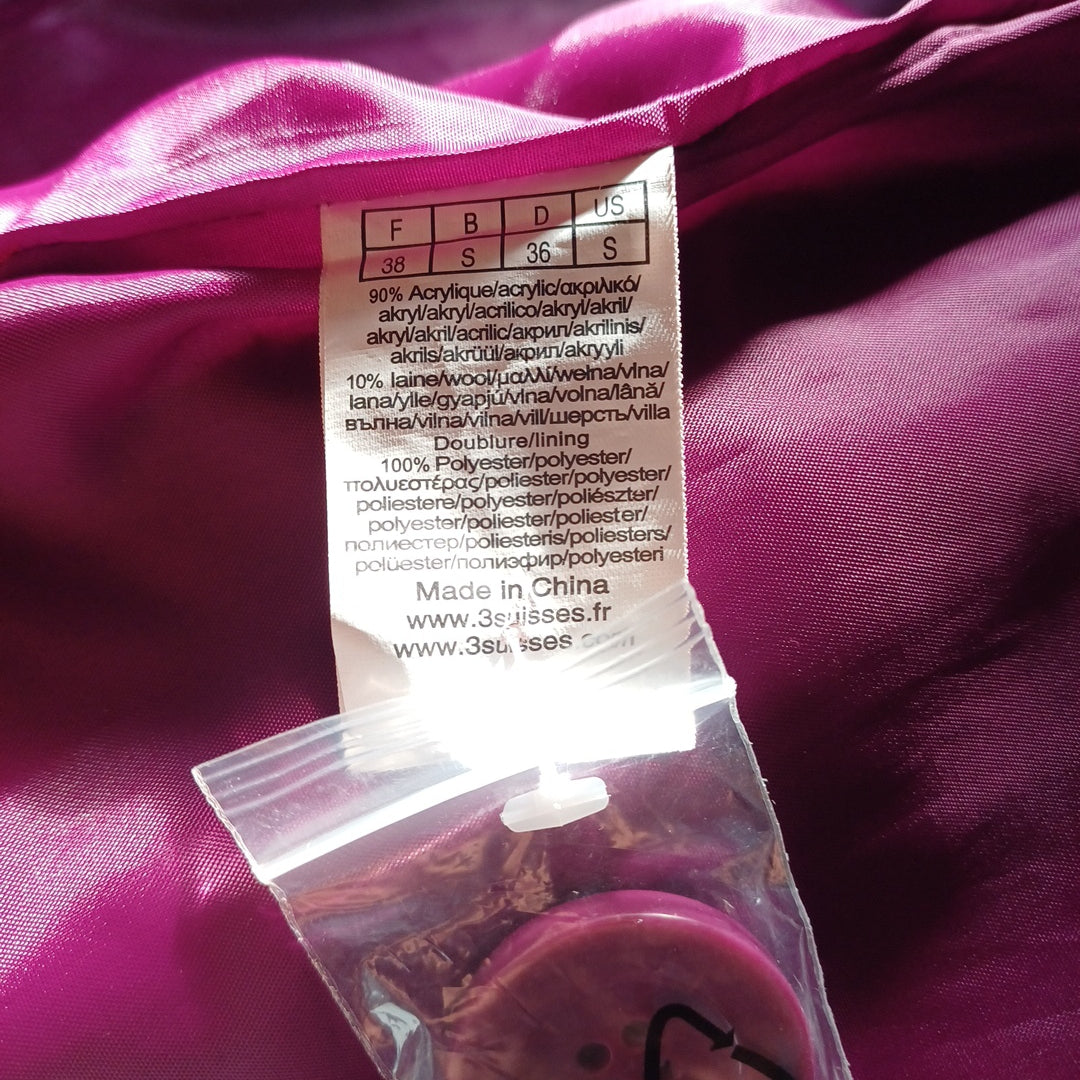 F B D US
38 S 36 S
90% Acrylique/acrylic/ακριλικό/
akryl/akryl/acrilico/akryl/akril/
akryl/akril/acrilic/акрил/akrilinis/
akrils/akrüül/акрил/akryyli
10% laine/wool/μαλλί/wełna/vlna/
lana/ylle/gyapjú/vlna/volna/lână/
вълна/vilna/vilna/vill/шерсть/villa
Doublure/lining
100% Polyester/polyester/
πολυεστέρας/poliester/polyester/
poliestere/polyester/poliészter/
polyester/poliester/poliester/
полиестер/poliesteris/poliesters/
polüester/полиэфир/polyesteri
Made in China
www.3suisses.fr
www.3suisses.com